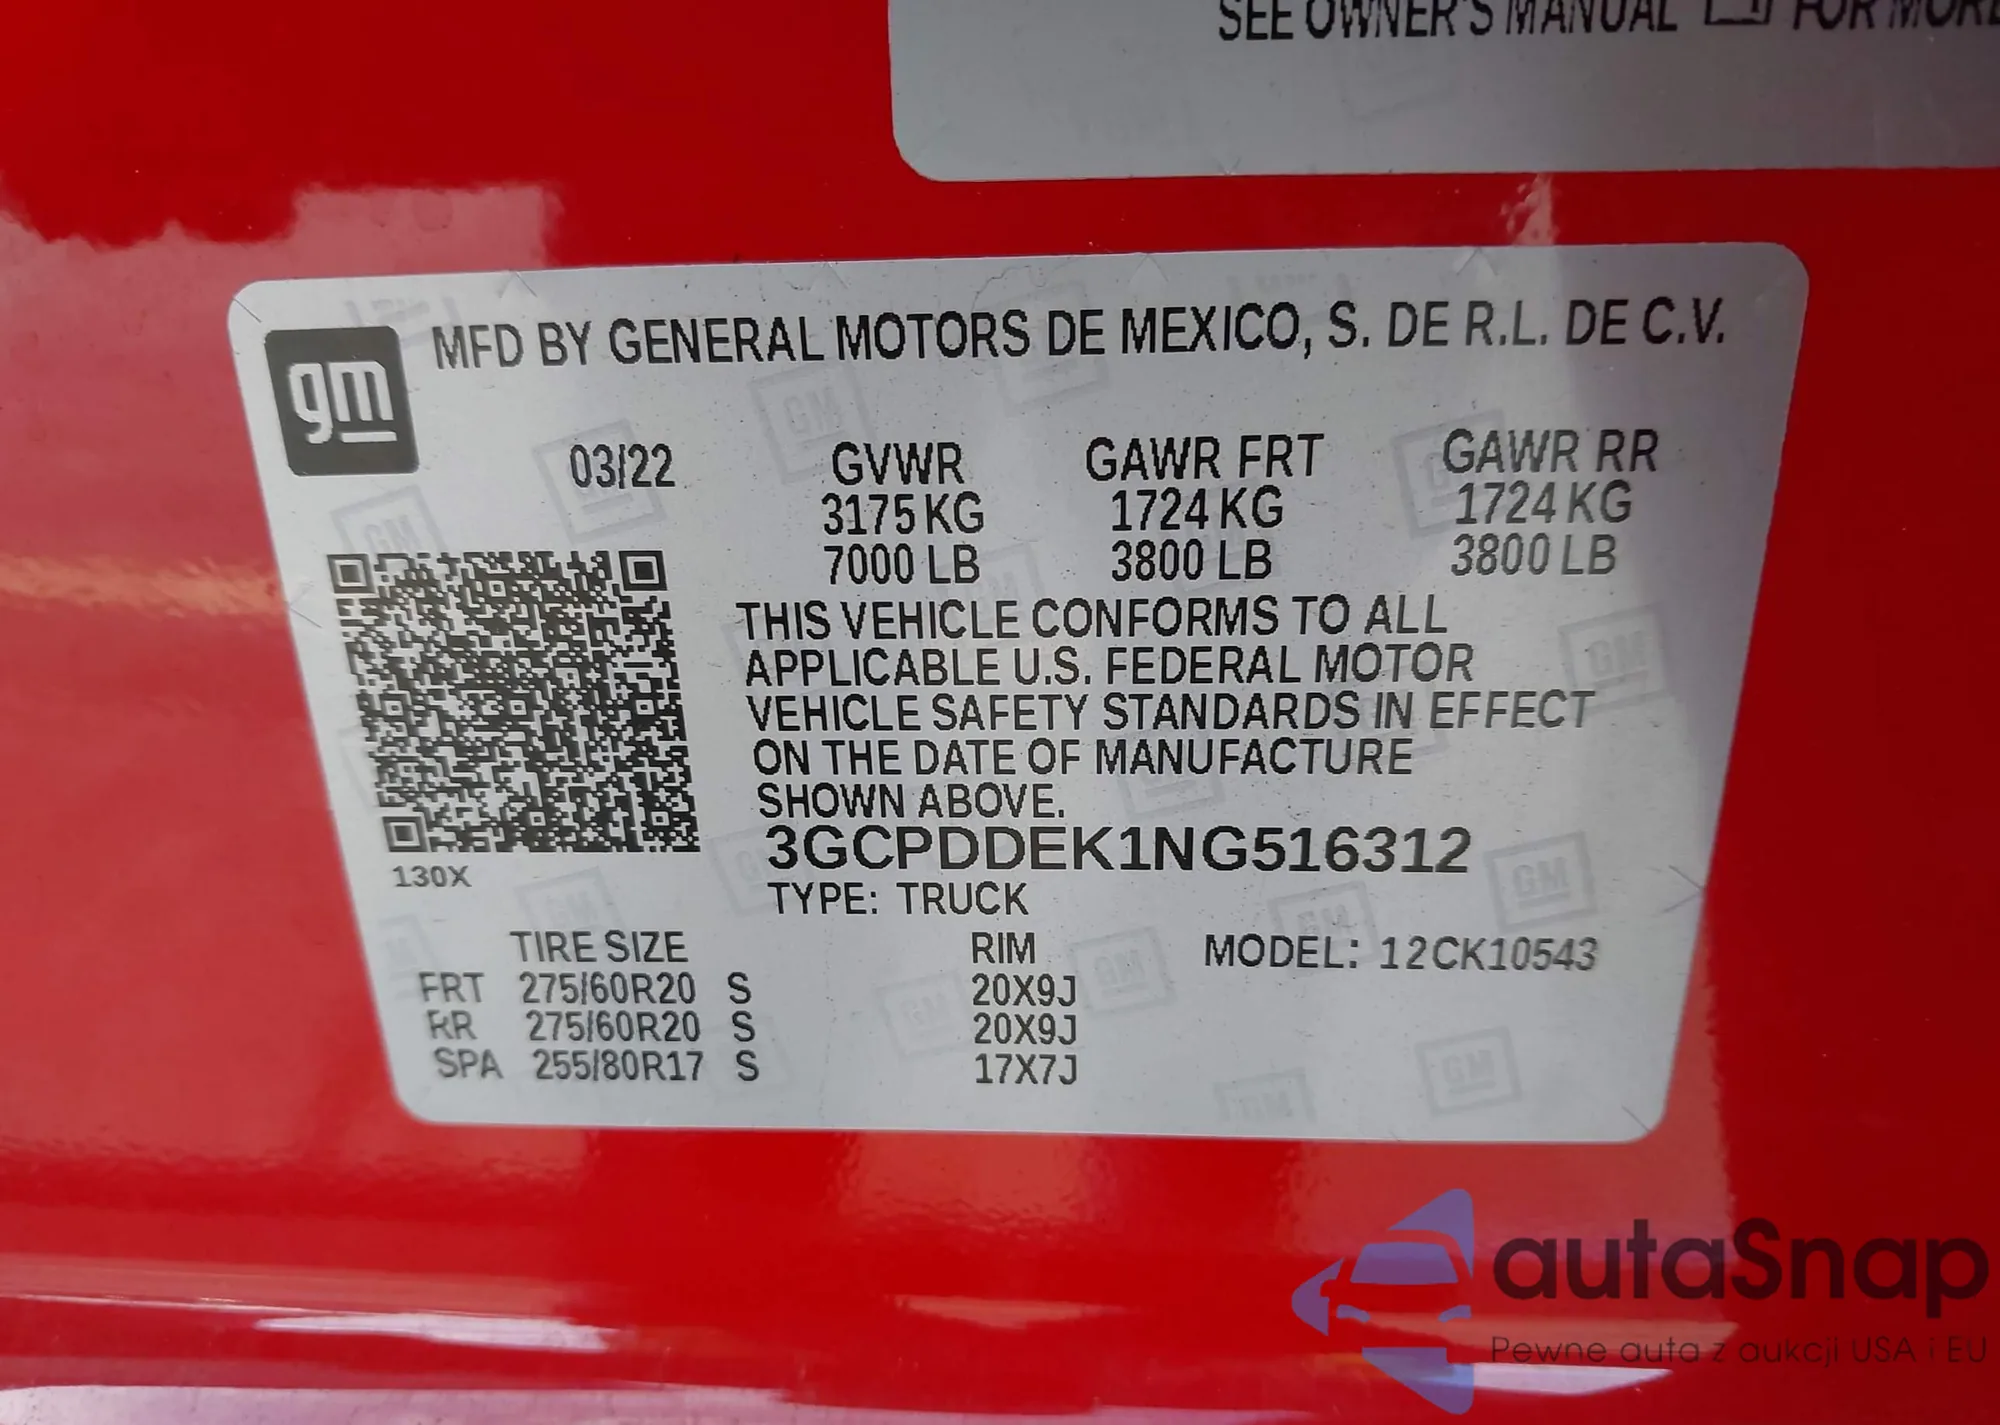 SEE OWNER'S MANUAL FOR MORE
gm
MFD BY GENERAL MOTORS DE MEXICO, S. DE R.L. DE C.V.
03/22 GVWR GAWR FRT GAWR RR
3175 KG 1724 KG 1724 KG
7000 LB 3800 LB 3800 LB
THIS VEHICLE CONFORMS TO ALL
APPLICABLE U.S. FEDERAL MOTOR
VEHICLE SAFETY STANDARDS IN EFFECT
ON THE DATE OF MANUFACTURE
SHOWN ABOVE.
3GCPDDEK1NG516312
130X
TYPE: TRUCK
TIRE SIZE RIM MODEL: 12CK10543
FRT 275/60R20 S 20X9J
RR 275/60R20 S 20X9J
SPA 255/80R17 S 17X7J
autaSnap
Pewne auta z aukcji USA i EU